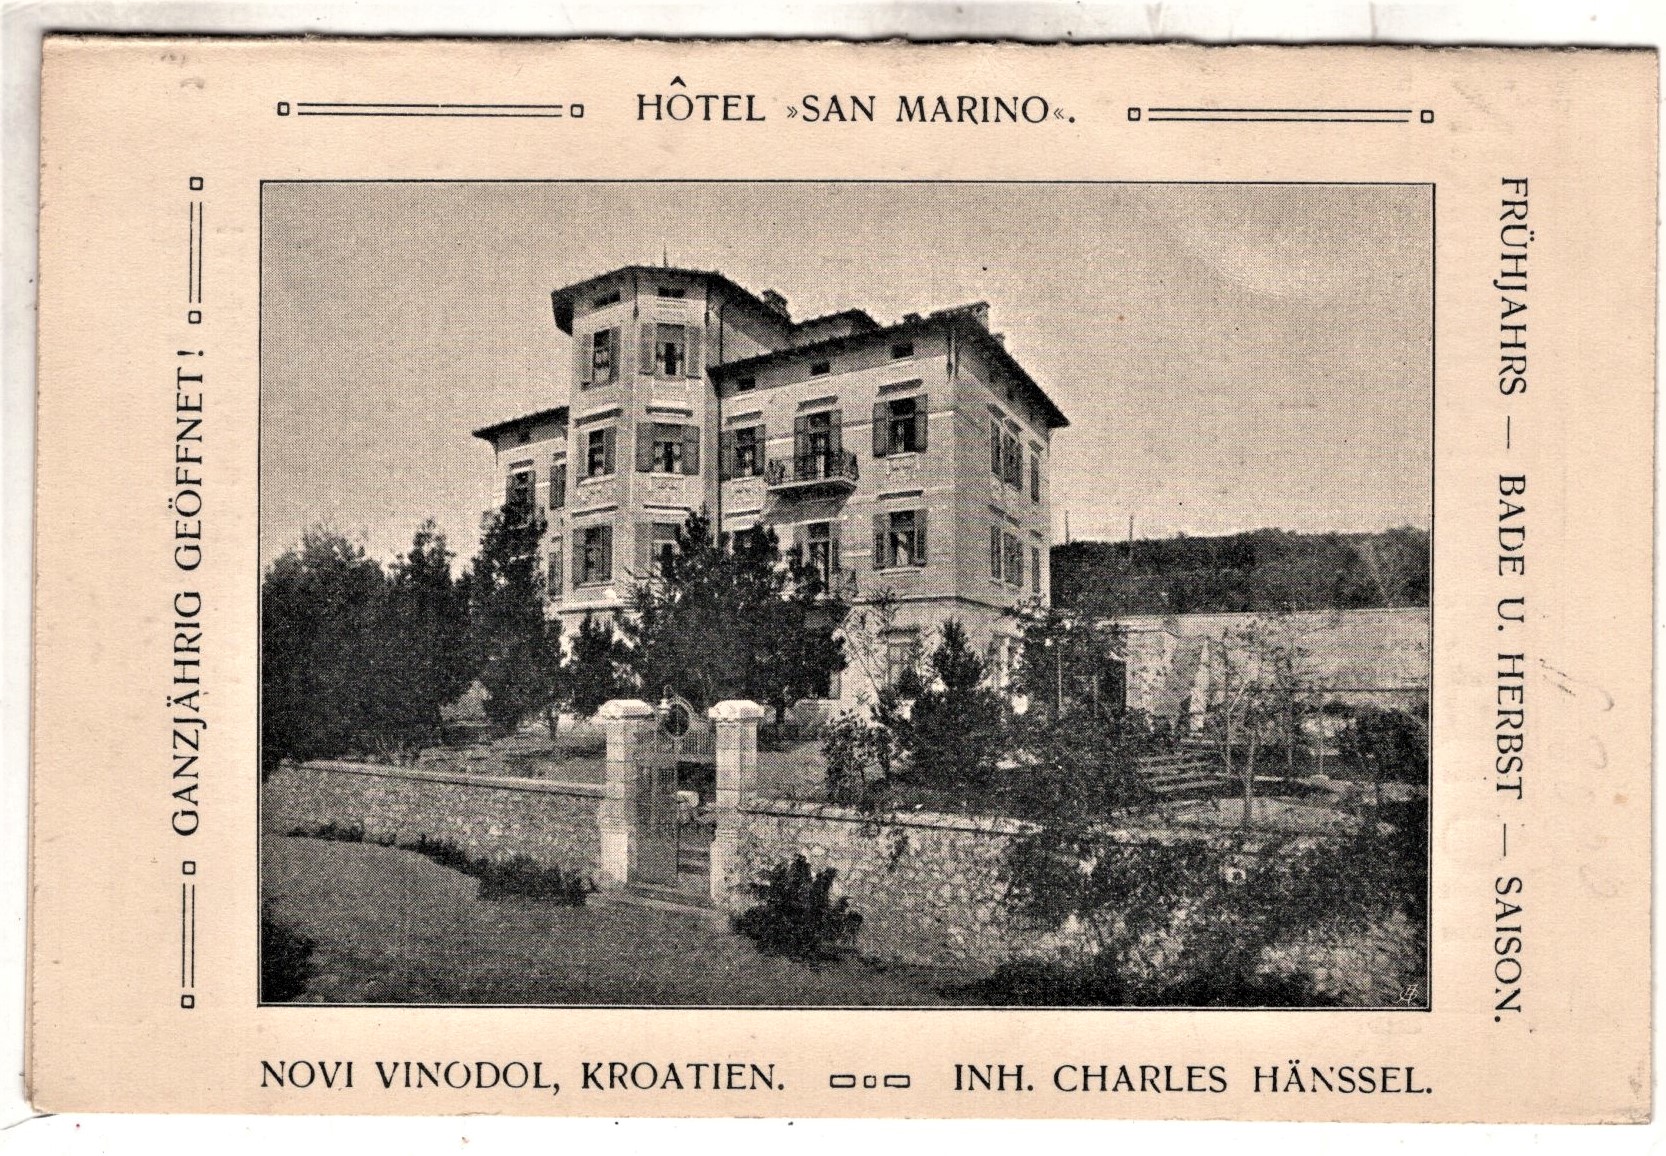 HÔTEL »SAN MARINO«.
GANZJÄHRIG GEÖFFNET!
FRÜHJAHRS — BADE U. HERBST — SAISON.
NOVI VINODOL, KROATIEN.
INH. CHARLES HÄNSSEL.